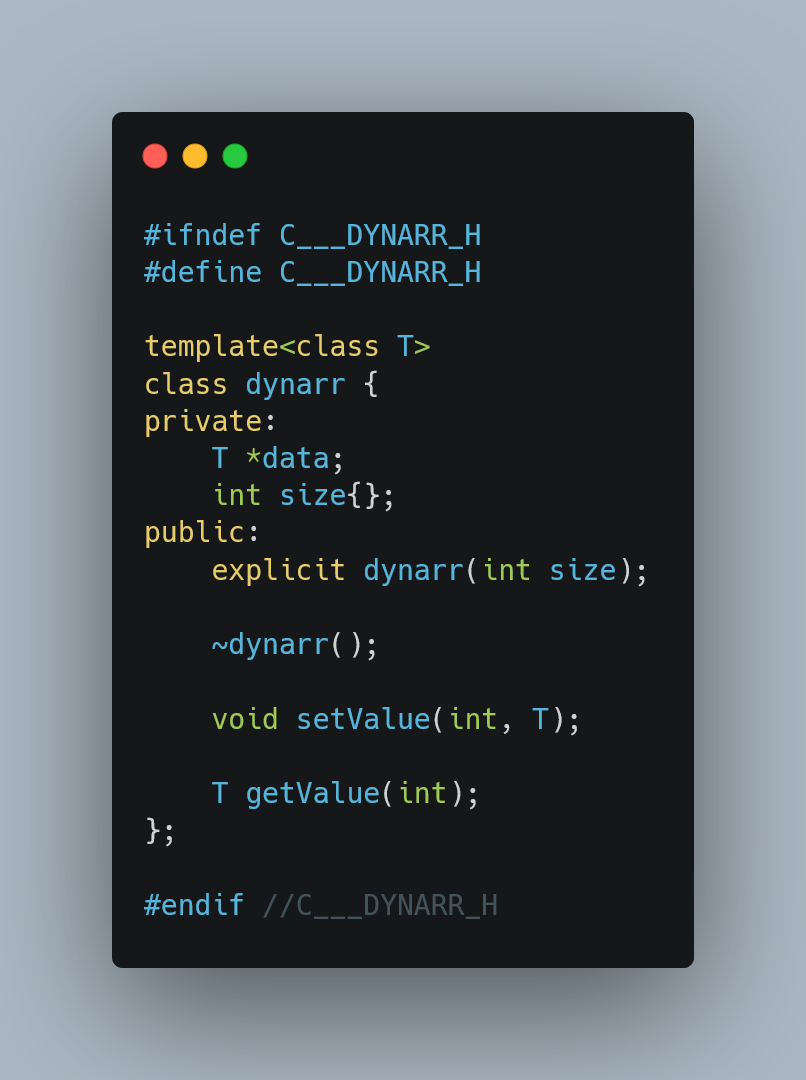 #ifndef C___DYNARR_H
#define C___DYNARR_H

template<class T>
class dynarr {
private:
    T *data;
    int size{};
public:
    explicit dynarr(int size);

    ~dynarr();

    void setValue(int, T);

    T getValue(int);
};

#endif //C___DYNARR_H